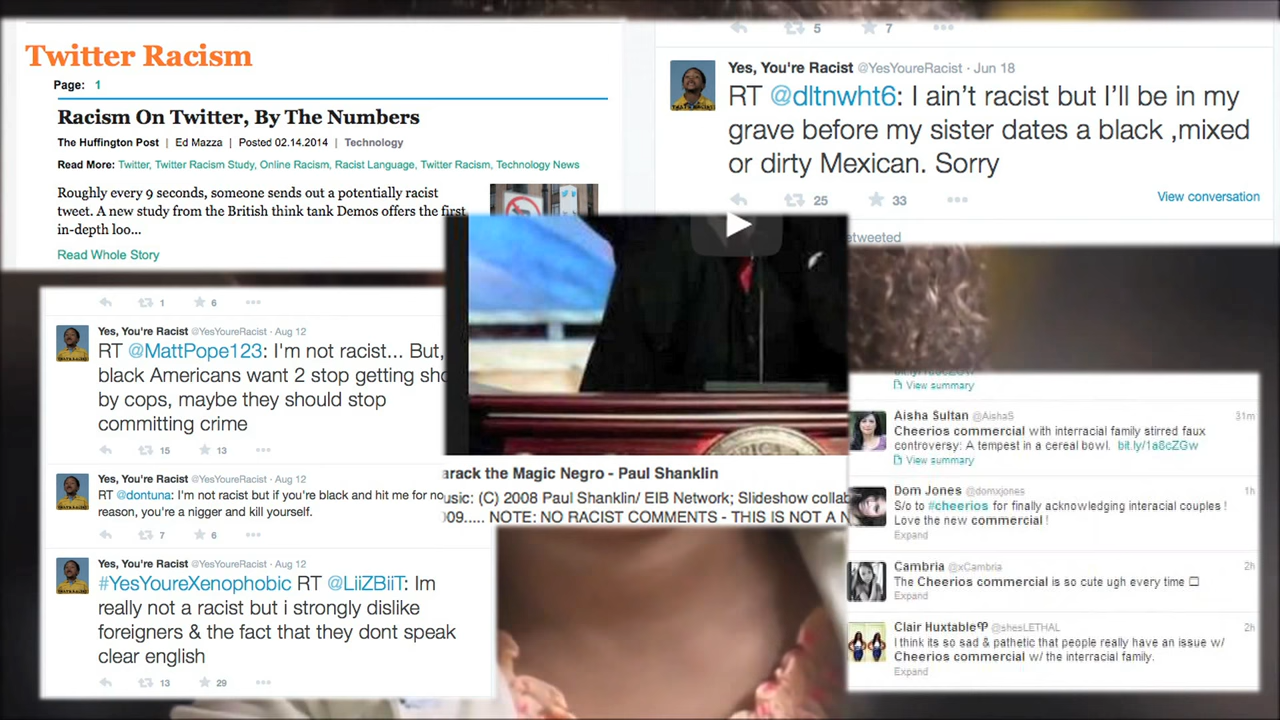 Twitter Racism
Page: 1
Racism On Twitter, By The Numbers
The Huffington Post | Ed Mazza | Posted 02.14.2014 | Technology
Read More: Twitter, Twitter Racism Study, Online Racism, Racist Language, Twitter Racism, Technology News
Roughly every 9 seconds, someone sends out a potentially racist
tweet. A new study from the British think tank Demos offers the first
in-depth loo...
Read Whole Story
5 7
Yes, You're Racist @YesYoureRacist · Jun 18
RT @dltnwht6: I ain't racist but I'll be in my
grave before my sister dates a black ,mixed
or dirty Mexican. Sorry
25 33
View conversation
etweeted
1 6
Yes, You're Racist @YesYoureRacist · Aug 12
RT @MattPope123: I'm not racist... But,
black Americans want 2 stop getting sho
by cops, maybe they should stop
committing crime
15 13
Yes, You're Racist @YesYoureRacist · Aug 12
RT @dontuna: I'm not racist but if you're black and hit me for no
reason, you're a nigger and kill yourself.
7 6
Yes, You're Racist @YesYoureRacist · Aug 12
#YesYoureXenophobic RT @LiiZBiiT: Im
really not a racist but i strongly dislike
foreigners & the fact that they dont speak
clear english
13 29
arack the Magic Negro - Paul Shanklin
usic: (C) 2008 Paul Shanklin/ EIB Network; Slideshow collab
009..... NOTE: NO RACIST COMMENTS - THIS IS NOT A N
View summary
Aisha Sultan @AishaS 31m
Cheerios commercial with interracial family stirred faux
controversy: A tempest in a cereal bowl. bit.ly/1a8cZGw
View summary
Dom Jones @domxjones 1h
S/o to #cheerios for finally acknowledging interacial couples !
Love the new commercial !
Expand
Cambria @xCambria 2h
The Cheerios commercial is so cute ugh every time
Expand
Clair Huxtable @shesLETHAL 2h
I think its so sad & pathetic that people really have an issue w/
Cheerios commercial w/ the interracial family.
Expand